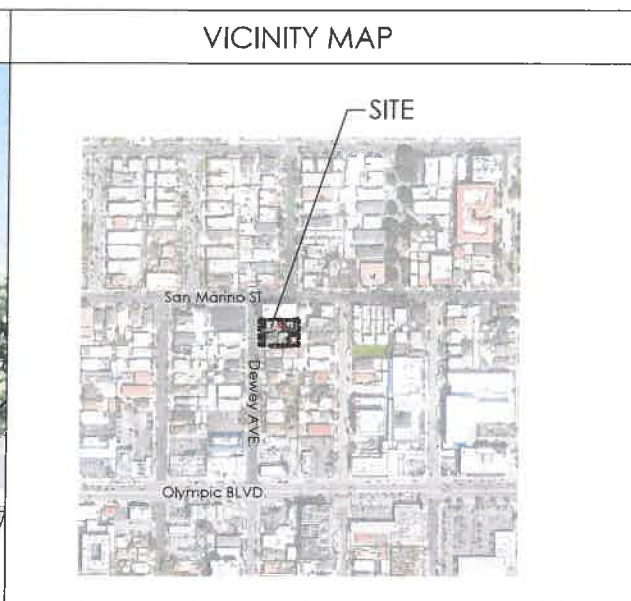 VICINITY MAP
SITE
San Marino ST.
Dewey AVE.
Olympic BLVD.